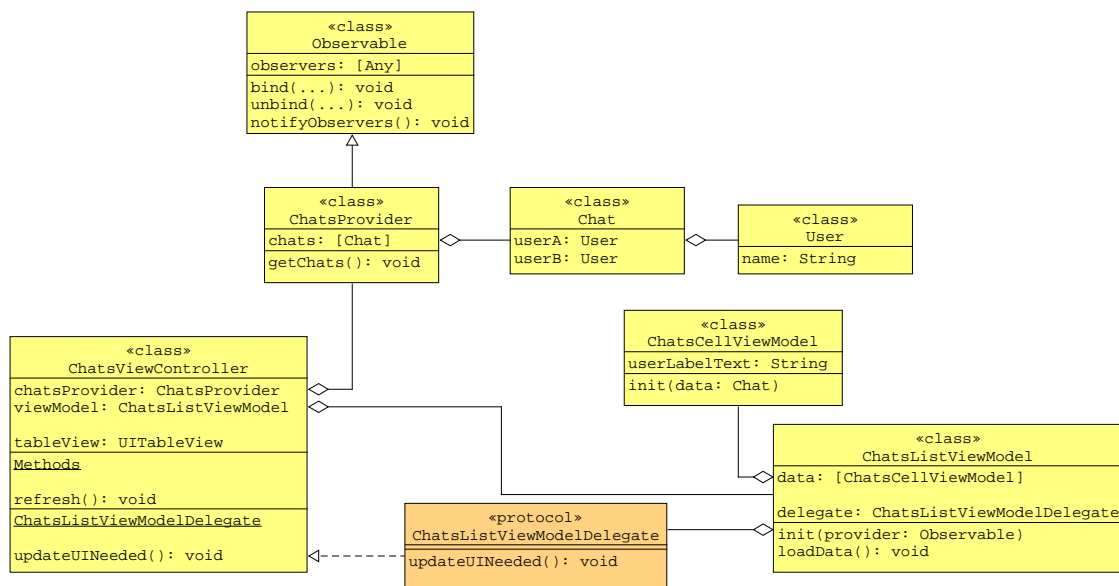 «class»
Observable
observers: [Any]
bind(...): void
unbind(...): void
notifyObservers(): void
«class»
ChatsProvider
chats: [Chat]
getChats(): void
«class»
Chat
userA: User
userB: User
«class»
User
name: String
«class»
ChatsCellViewModel
userLabelText: String
init(data: Chat)
«class»
ChatsViewController
chatsProvider: ChatsProvider
viewModel: ChatsListViewModel
tableView: UITableView
Methods
refresh(): void
ChatsListViewModelDelegate
updateUINeeded(): void
«class»
ChatsListViewModel
data: [ChatsCellViewModel]
delegate: ChatsListViewModelDelegate
init(provider: Observable)
loadData(): void
«protocol»
ChatsListViewModelDelegate
updateUINeeded(): void